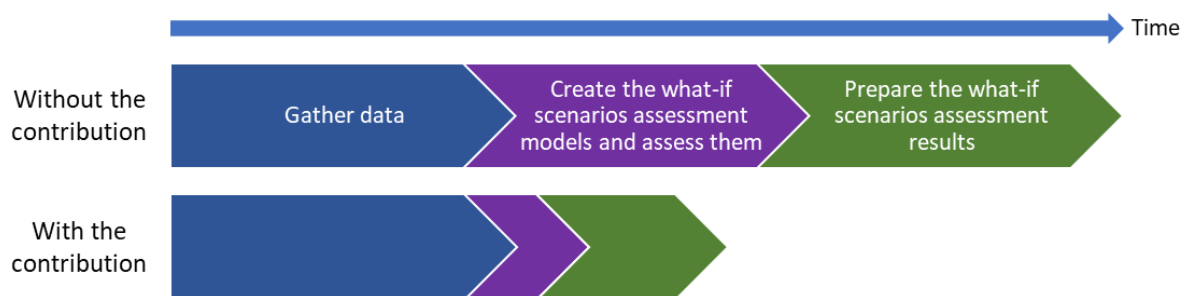 Time
Without the
contribution
Gather data
Create the what-if
scenarios assessment
models and assess them
Prepare the what-if
scenarios assessment
results
With the
contribution